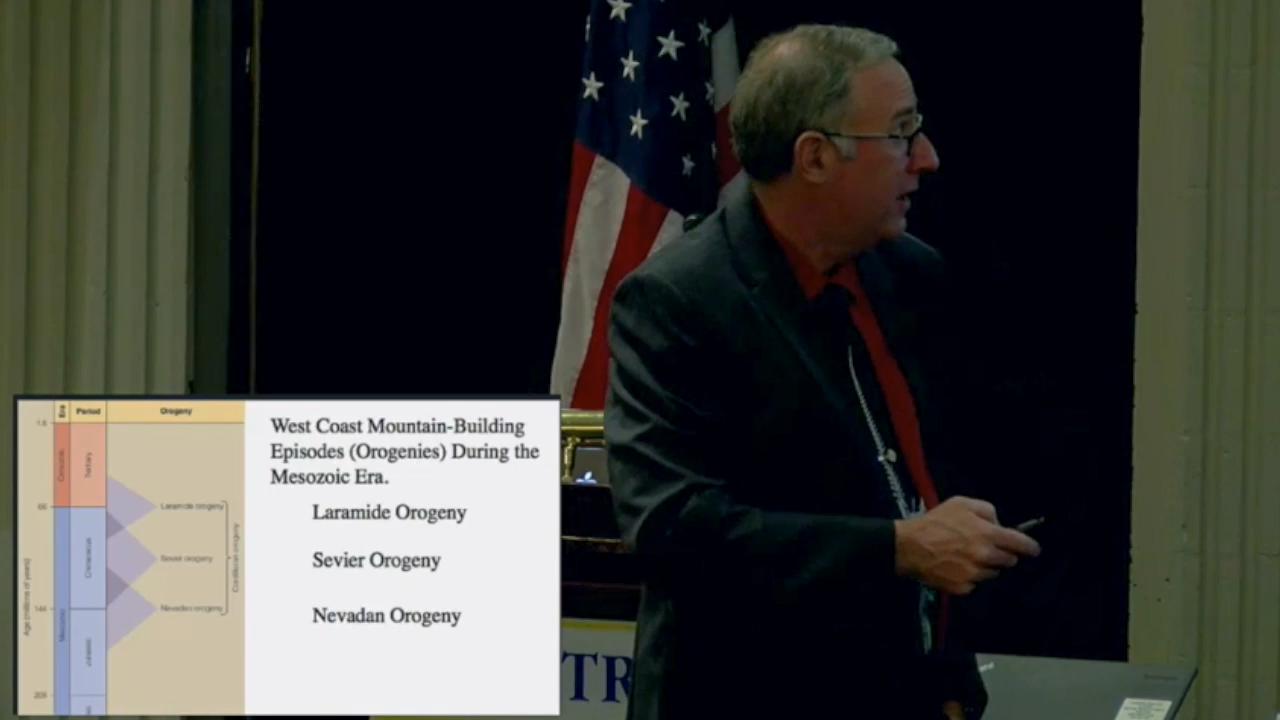 Era
Period
Orogeny
1.6
Cenozoic
Tertiary
66
Laramide orogeny
Cretaceous
Sevier orogeny
Cordilleran orogeny
Age (millions of years)
144
Nevadan orogeny
Mesozoic
Jurassic
208
West Coast Mountain-Building
Episodes (Orogenies) During the
Mesozoic Era.
Laramide Orogeny
Sevier Orogeny
Nevadan Orogeny
TR